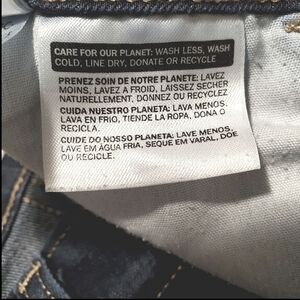 CARE FOR OUR PLANET: WASH LESS, WASH
COLD, LINE DRY, DONATE OR RECYCLE
PRENEZ SOIN DE NOTRE PLANETE: LAVEZ
MOINS, LAVEZ A FROID, LAISSEZ SECHER
NATURELLEMENT, DONNEZ OU RECYCLEZ
CUIDA NUESTRO PLANETA: LAVA MENOS,
LAVA EN FRIO, TIENDE LA ROPA, DONA O
RECICLA.
CUIDE DO NOSSO PLANETA: LAVE MENOS,
LAVE EM ÁGUA FRIA, SEQUE EM VARAL, DOE
OU RECICLE.